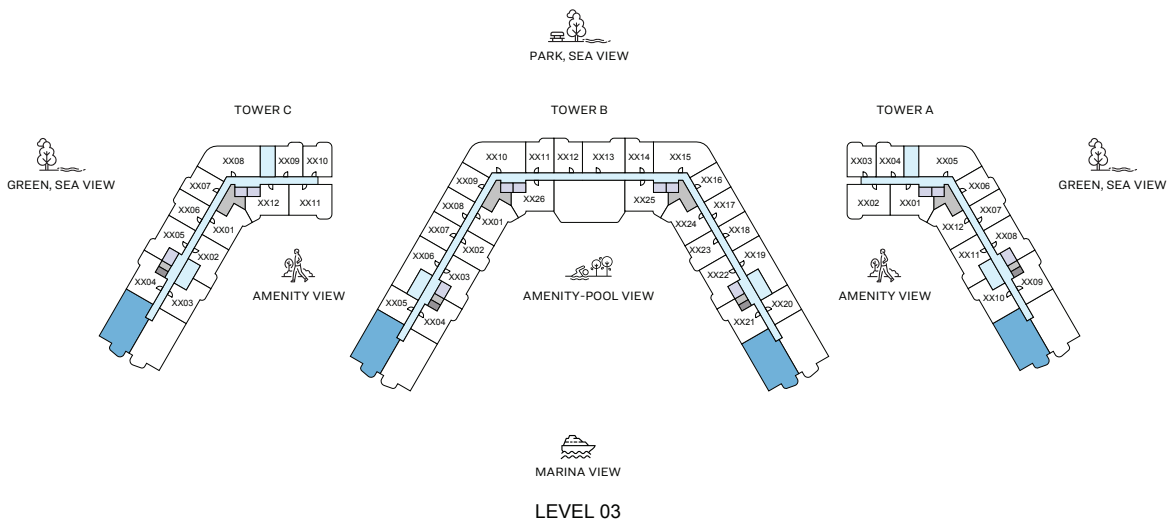 PARK, SEA VIEW
TOWER C
TOWER B
TOWER A
GREEN, SEA VIEW
GREEN, SEA VIEW
XX08
XX09
XX10
XX07
XX06
XX05
XX04
XX01
XX02
XX03
XX12
XX11
XX10
XX11
XX12
XX13
XX14
XX15
XX09
XX08
XX07
XX06
XX05
XX01
XX02
XX03
XX04
XX26
XX25
XX16
XX17
XX18
XX19
XX20
XX24
XX23
XX22
XX21
XX03
XX04
XX05
XX02
XX01
XX06
XX07
XX08
XX09
XX12
XX11
XX10
AMENITY VIEW
AMENITY-POOL VIEW
AMENITY VIEW
MARINA VIEW
LEVEL 03